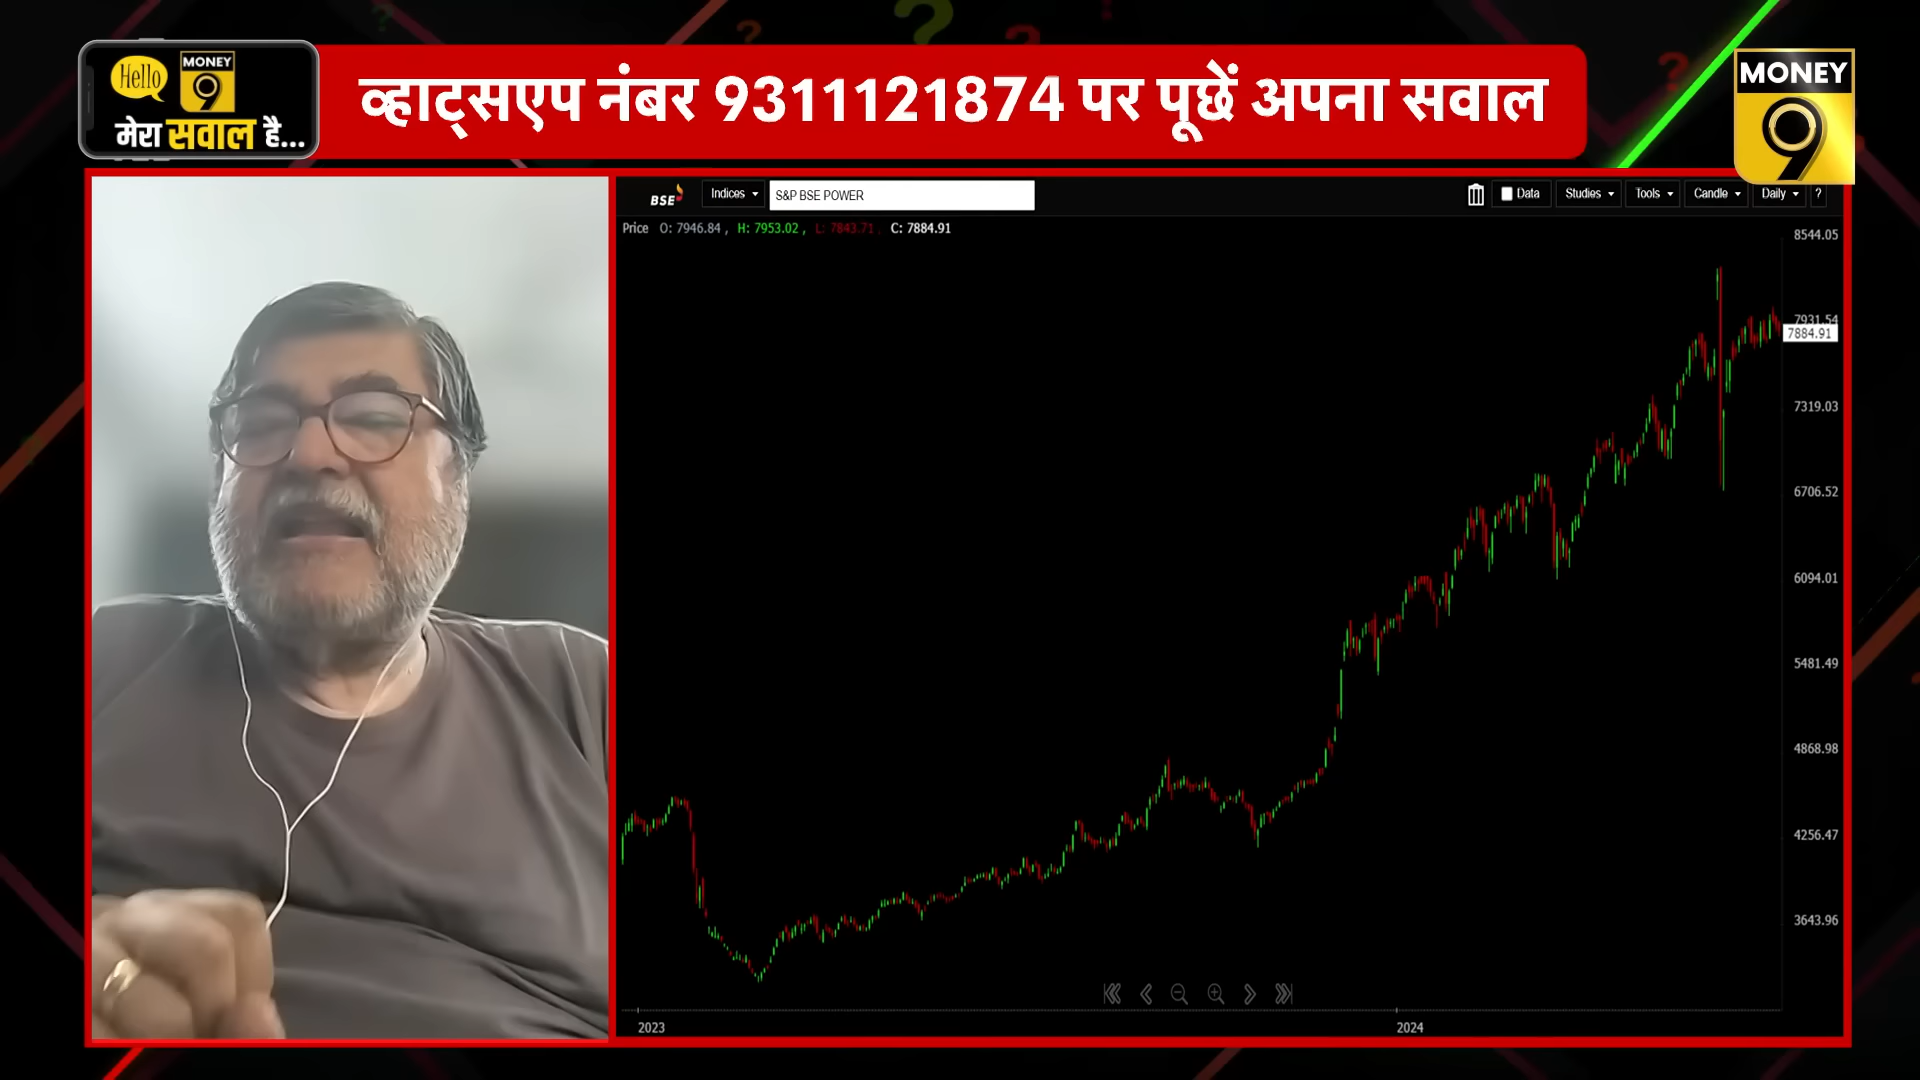 Hello MONEY 9
मेरा सवाल है...
व्हाट्सएप नंबर 9311121874 पर पूछें अपना सवाल
MONEY
9
BSE Indices S&P BSE POWER Data Studies Tools Candle Daily ?
Price O: 7946.84 , H: 7953.02 , L: 7843.71 , C: 7884.91
8544.05
7931.54
7884.91
7319.03
6706.52
6094.01
5481.49
4868.98
4256.47
3643.96
2023 2024